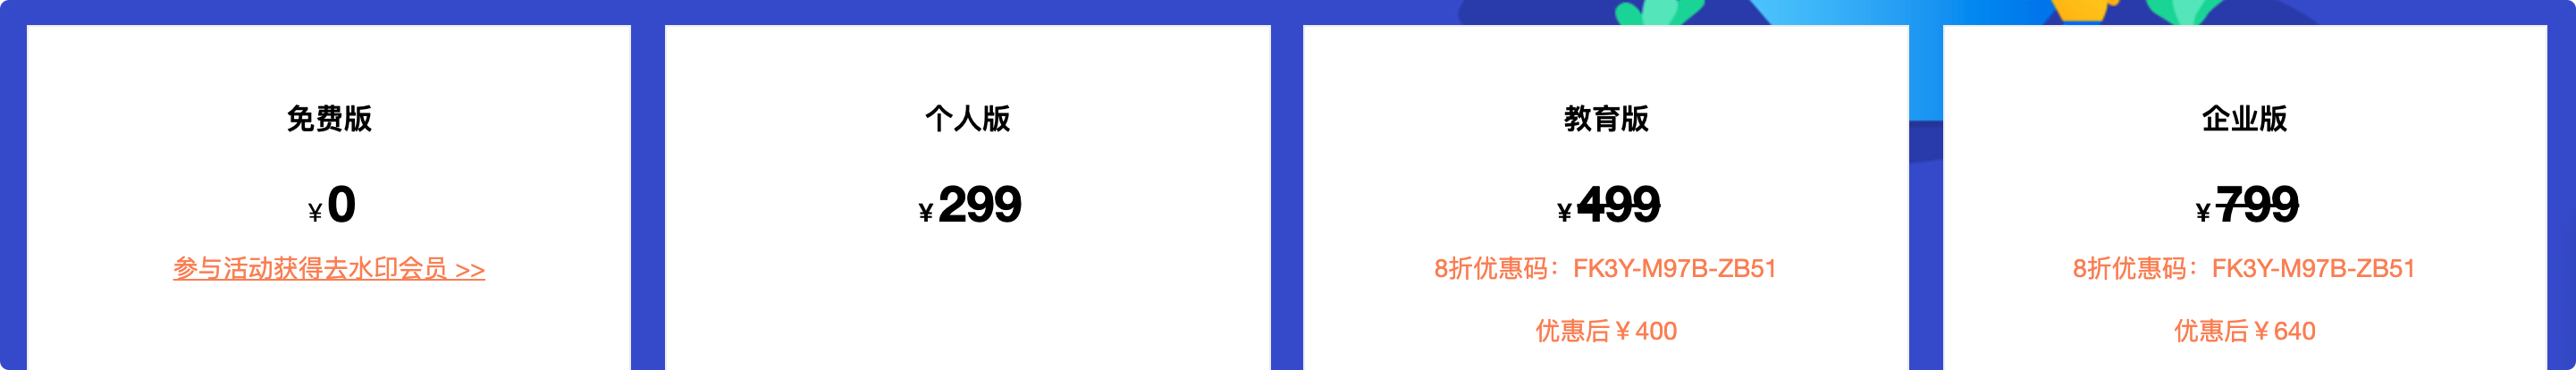 免费版
¥0
参与活动获得去水印会员 >>
个人版
¥299
教育版
¥499
8折优惠码：FK3Y-M97B-ZB51
优惠后¥400
企业版
¥799
8折优惠码：FK3Y-M97B-ZB51
优惠后¥640